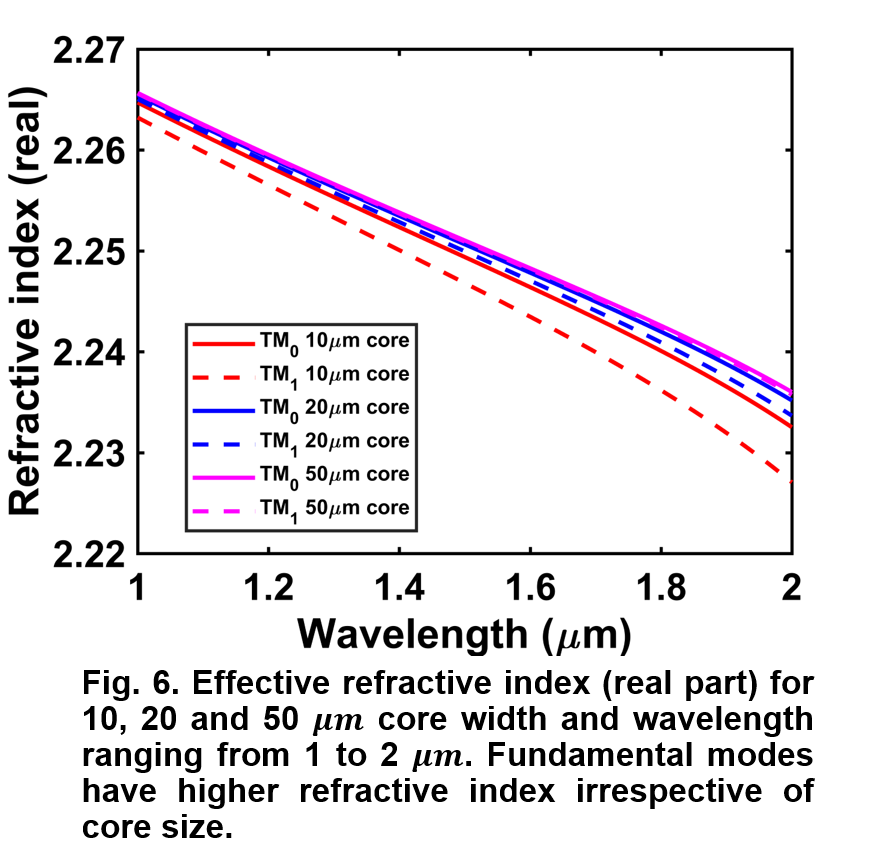 2.27
2.26
2.25
2.24
2.23
2.22
Refractive index (real)
TM0 10μm core
TM1 10μm core
TM0 20μm core
TM1 20μm core
TM0 50μm core
TM1 50μm core
1 1.2 1.4 1.6 1.8 2
Wavelength (μm)
Fig. 6. Effective refractive index (real part) for
10, 20 and 50 μm core width and wavelength
ranging from 1 to 2 μm. Fundamental modes
have higher refractive index irrespective of
core size.